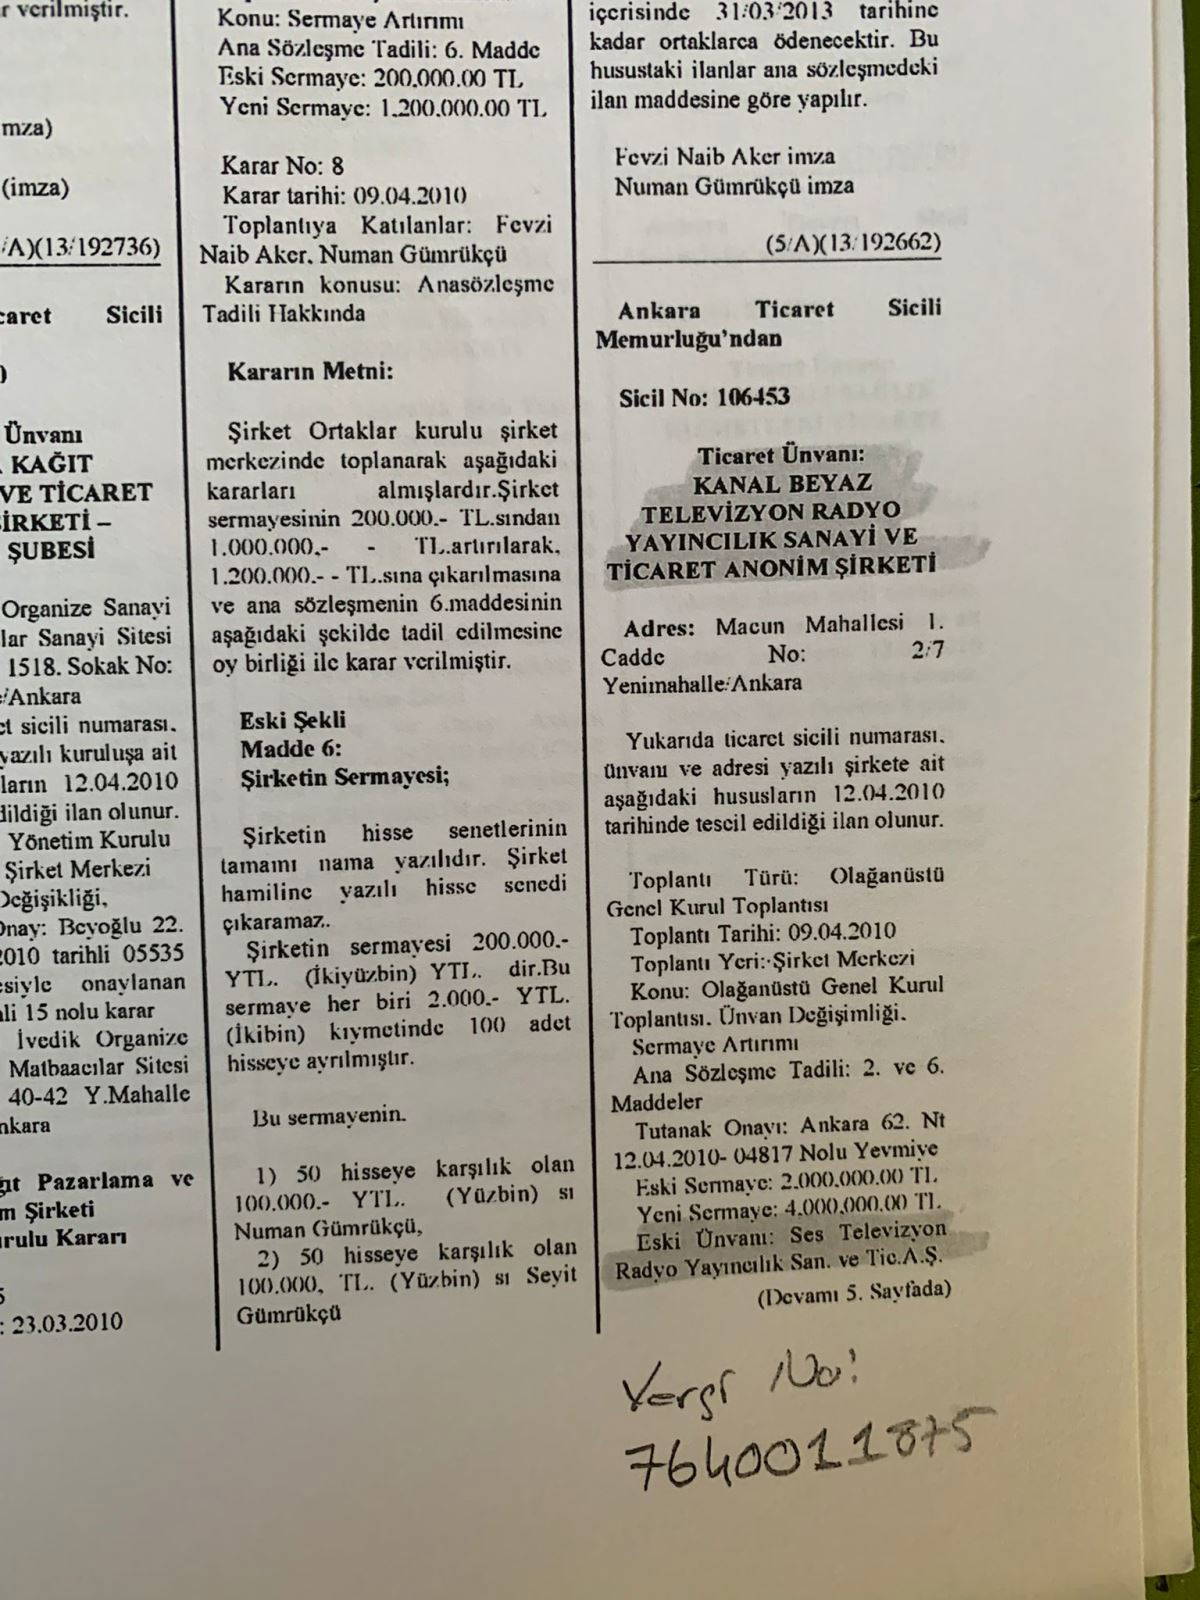 r verilmiştir.
mza)
(imza)
/A)(13/192736)
caret Sicili
)
Ünvanı
KAĞIT
VE TİCARET
ŞİRKETİ –
ŞUBESİ
Organize Sanayi
lar Sanayi Sitesi
1518. Sokak No:
/Ankara
et sicili numarası,
yazılı kuruluşa ait
ların 12.04.2010
dildiği ilan olunur.
Yönetim Kurulu
Şirket Merkezi
Değişikliği,
Onay: Beyoğlu 22.
2010 tarihli 05535
esiyle onaylanan
li 15 nolu karar
İvedik Organize
Matbaacılar Sitesi
40-42 Y.Mahalle
nkara
ğıt Pazarlama ve
m Şirketi
urulu Kararı
5
: 23.03.2010
Konu: Sermaye Artırımı
Ana Sözleşme Tadili: 6. Madde
Eski Sermaye: 200.000.00 TL
Yeni Sermaye: 1.200.000.00 TL
Karar No: 8
Karar tarihi: 09.04.2010
Toplantıya Katılanlar: Fevzi
Naib Aker, Numan Gümrükçü
Kararın konusu: Anasözleşme
Tadili Hakkında
Kararın Metni:
Şirket Ortaklar kurulu şirket
merkezinde toplanarak aşağıdaki
kararları almışlardır.Şirket
sermayesinin 200.000.- TL.sından
1.000.000.- - TL.artırılarak,
1.200.000.- - TL.sına çıkarılmasına
ve ana sözleşmenin 6.maddesinin
aşağıdaki şekilde tadil edilmesine
oy birliği ile karar verilmiştir.
Eski Şekli
Madde 6:
Şirketin Sermayesi;
Şirketin hisse senetlerinin
tamamı nama yazılıdır. Şirket
hamiline yazılı hisse senedi
çıkaramaz..
Şirketin sermayesi 200.000.-
YTL. (İkiyüzbin) YTL. dir.Bu
sermaye her biri 2.000.- YTL.
(İkibin) kıymetinde 100 adet
hisseye ayrılmıştır.
Bu sermayenin.
1) 50 hisseye karşılık olan
100.000.- YTL. (Yüzbin) sı
Numan Gümrükçü,
2) 50 hisseye karşılık olan
100.000, TL. (Yüzbin) sı Seyit
Gümrükçü
içerisinde 31/03/2013 tarihine
kadar ortaklarca ödenecektir. Bu
husustaki ilanlar ana sözleşmedeki
ilan maddesine göre yapılır.
Fevzi Naib Aker imza
Numan Gümrükçü imza
(5/A)(13/192662)
Ankara Ticaret Sicili
Memurluğu'ndan
Sicil No: 106453
Ticaret Ünvanı:
KANAL BEYAZ
TELEVİZYON RADYO
YAYINCILIK SANAYİ VE
TİCARET ANONİM ŞİRKETİ
Adres: Macun Mahallesi 1.
Cadde No: 2/7
Yenimahalle/Ankara
Yukarıda ticaret sicili numarası,
ünvanı ve adresi yazılı şirkete ait
aşağıdaki hususların 12.04.2010
tarihinde tescil edildiği ilan olunur.
Toplantı Türü: Olağanüstü
Genel Kurul Toplantısı
Toplantı Tarihi: 09.04.2010
Toplantı Yeri: Şirket Merkezi
Konu: Olağanüstü Genel Kurul
Toplantısı. Ünvan Değişimliği.
Sermaye Artırımı
Ana Sözleşme Tadili: 2. ve 6.
Maddeler
Tutanak Onayı: Ankara 62. Nt
12.04.2010- 04817 Nolu Yevmiye
Eski Sermaye: 2.000.000.00 TL
Yeni Sermaye: 4.000.000.00 TL.
Eski Ünvanı: Ses Televizyon
Radyo Yayıncılık San. ve Tic.A.Ş.
(Devamı 5. Sayfada)
Vergi No:
7640011875